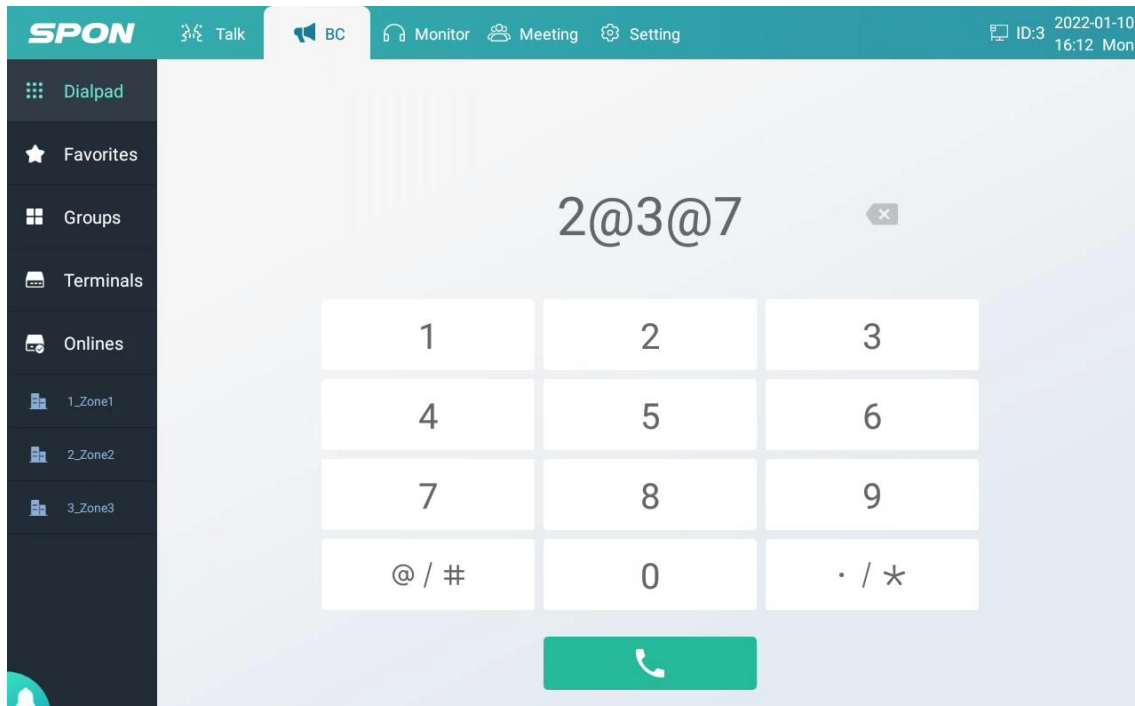 SPON
Talk
BC
Monitor
Meeting
Setting
ID:3
2022-01-10
16:12 Mon
Dialpad
Favorites
Groups
Terminals
Onlines
1_Zone1
2_Zone2
3_Zone3
2@3@7
1
2
3
4
5
6
7
8
9
@ / #
0
· / *